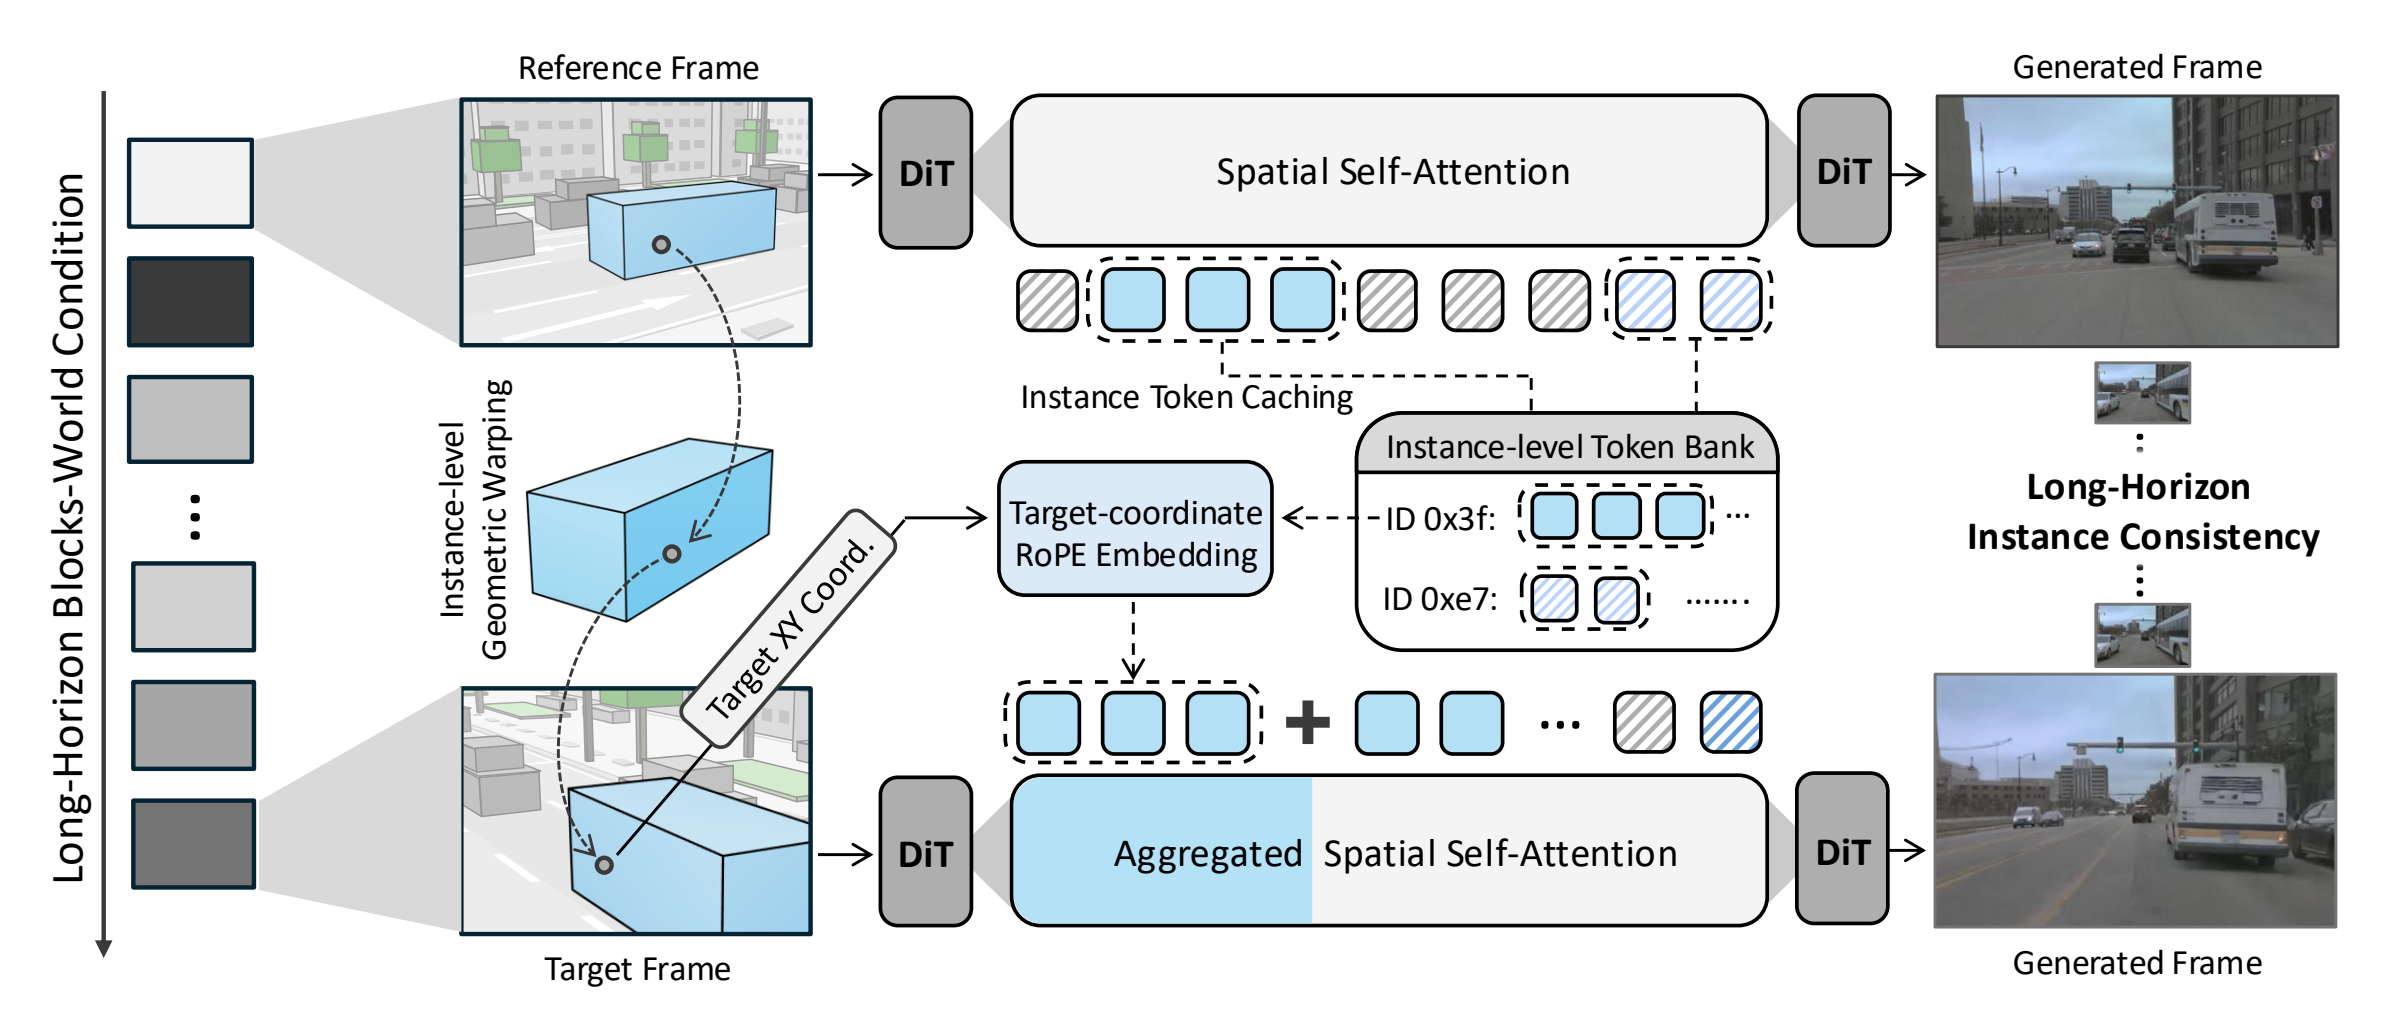 Long-Horizon Blocks-World Condition
Reference Frame
DiT
Spatial Self-Attention
DiT
Generated Frame
Instance Token Caching
Instance-level
Geometric Warping
Instance-level Token Bank
ID 0x3f:
...
ID 0xe7:
.......
Target-coordinate
RoPE Embedding
Target XY Coord.
Long-Horizon
Instance Consistency
+
...
DiT
Aggregated Spatial Self-Attention
DiT
Target Frame
Generated Frame